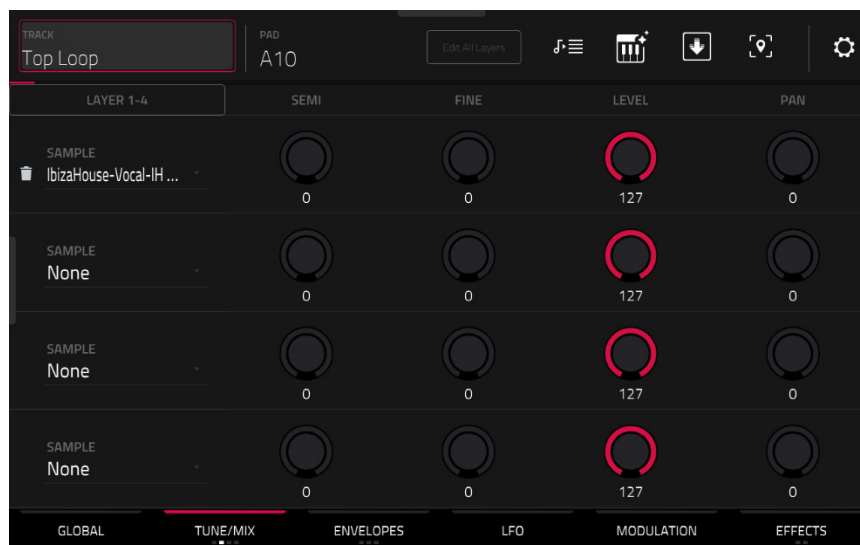 TRACK
Top Loop
PAD
A10
Edit All Layers
LAYER 1-4 SEMI FINE LEVEL PAN
SAMPLE
IbizaHouse-Vocal-IH ...
0 0 127 0
SAMPLE
None
0 0 127 0
SAMPLE
None
0 0 127 0
SAMPLE
None
0 0 127 0
GLOBAL TUNE/MIX ENVELOPES LFO MODULATION EFFECTS